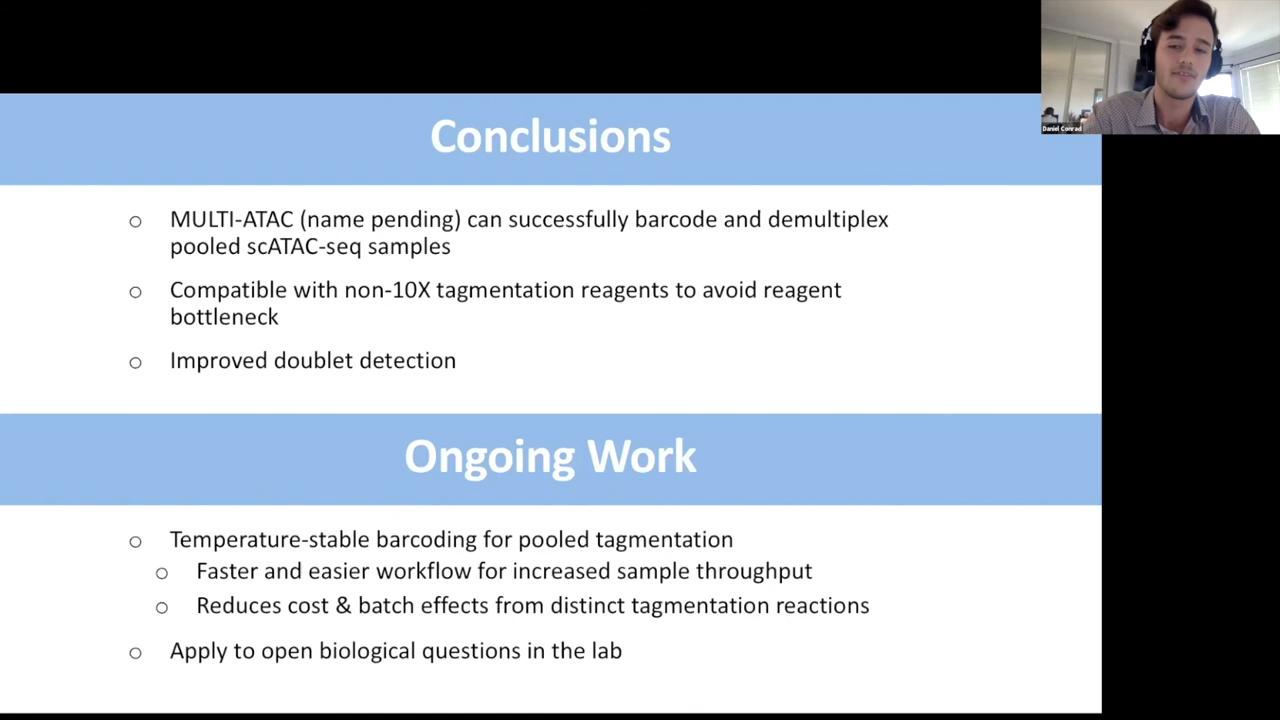 Daniel Conrad
Conclusions
○ MULTI-ATAC (name pending) can successfully barcode and demultiplex
pooled scATAC-seq samples
○ Compatible with non-10X tagmentation reagents to avoid reagent
bottleneck
○ Improved doublet detection
Ongoing Work
○ Temperature-stable barcoding for pooled tagmentation
○ Faster and easier workflow for increased sample throughput
○ Reduces cost & batch effects from distinct tagmentation reactions
○ Apply to open biological questions in the lab